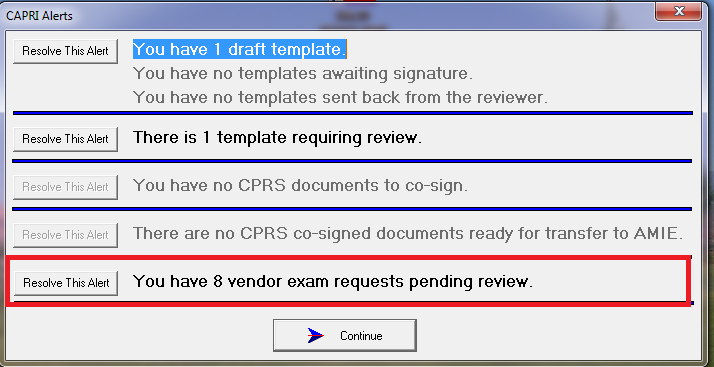 CAPRI Alerts
x
Resolve This Alert
You have 1 draft template.
You have no templates awaiting signature.
You have no templates sent back from the reviewer.
Resolve This Alert
There is 1 template requiring review.
Resolve This Alert
You have no CPRS documents to co-sign.
Resolve This Alert
There are no CPRS co-signed documents ready for transfer to AMIE.
Resolve This Alert
You have 8 vendor exam requests pending review.
Continue